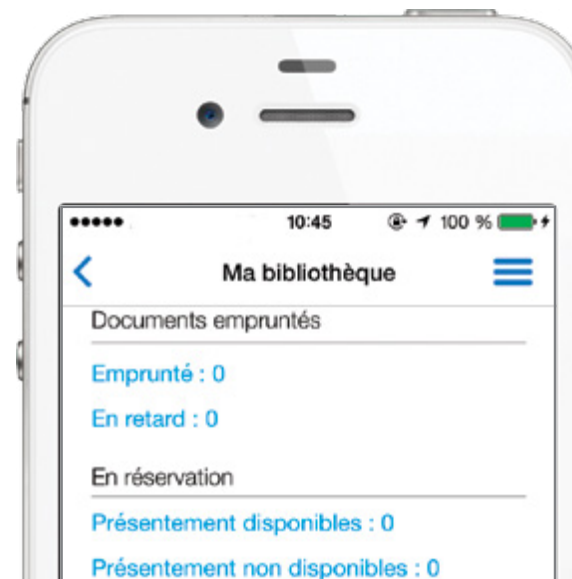 10:45 100 %
Ma bibliothèque
Documents empruntés
Emprunté : 0
En retard : 0
En réservation
Présentement disponibles : 0
Présentement non disponibles : 0